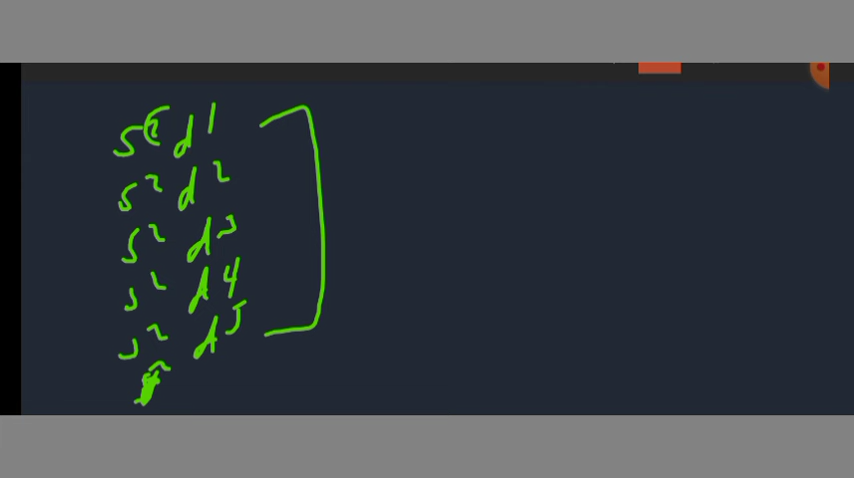 s² d¹
s² d²
s² d³
s² d⁴
s² d⁵